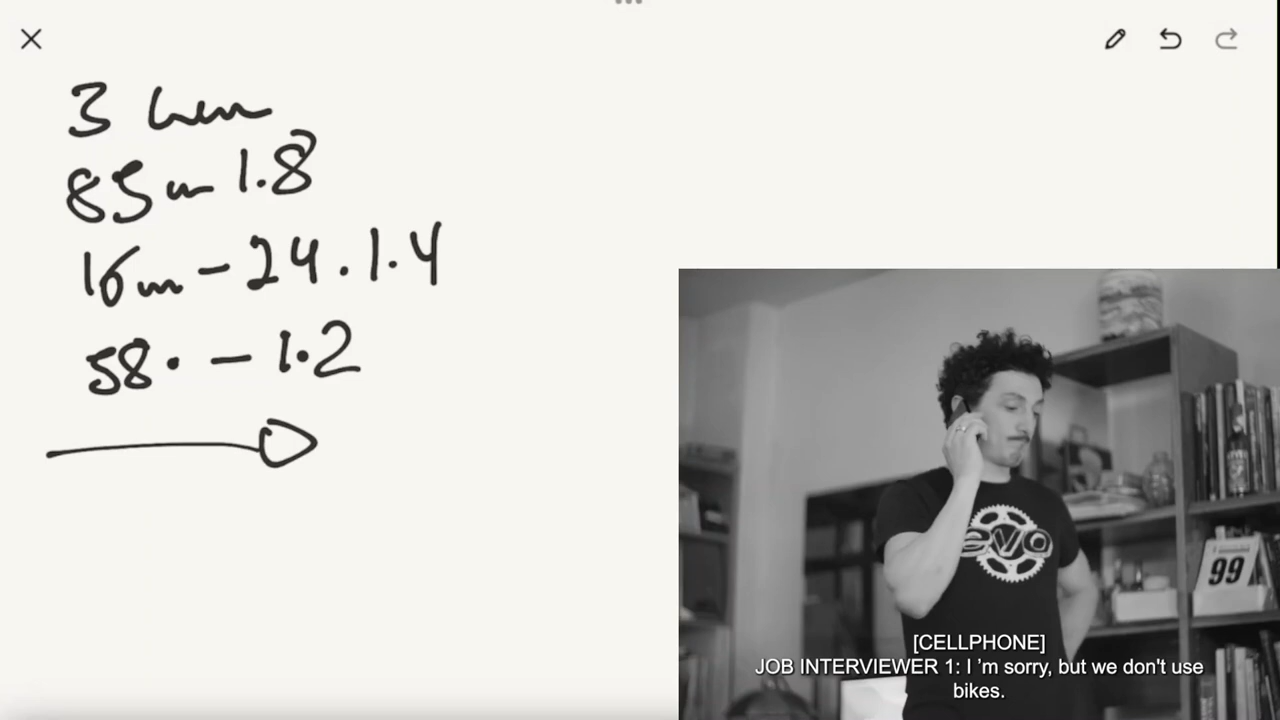 3
85m 1.8
16m - 24.1.4
58. - 1.2
evo
99
[CELLPHONE]
JOB INTERVIEWER 1: I 'm sorry, but we don't use
bikes.